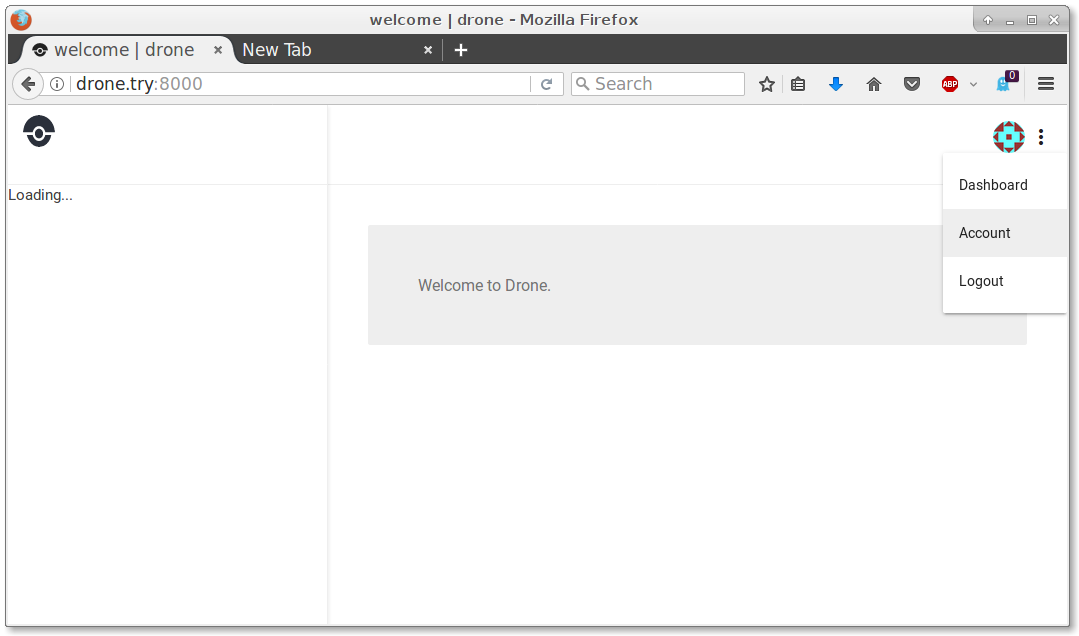 welcome | drone - Mozilla Firefox
welcome | drone
New Tab
drone.try:8000
Search
ABP
0
Loading...
Dashboard
Account
Logout
Welcome to Drone.